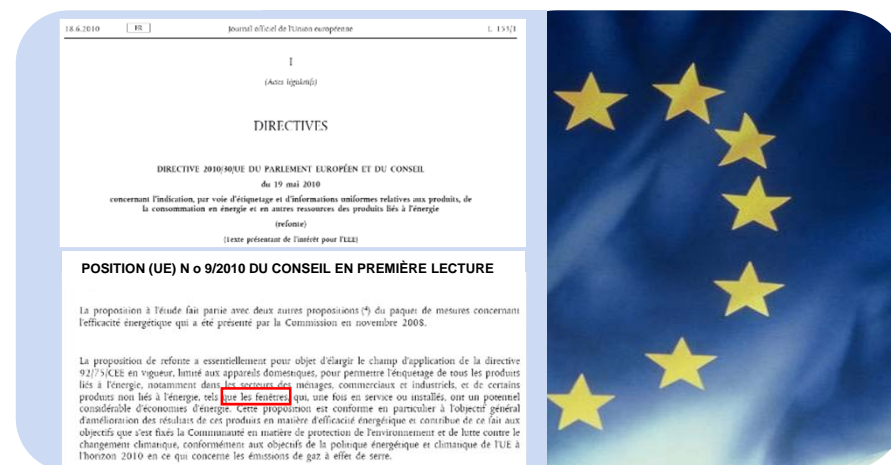 18.6.2010 FR Journal officiel de l'Union européenne L 153/1
I
(Actes législatifs)
DIRECTIVES
DIRECTIVE 2010/30/UE DU PARLEMENT EUROPÉEN ET DU CONSEIL
du 19 mai 2010
concernant l'indication, par voie d'étiquetage et d'informations uniformes relatives aux produits, de
la consommation en énergie et en autres ressources des produits liés à l'énergie
(refonte)
(Texte présentant de l'intérêt pour l'EEE)
POSITION (UE) N o 9/2010 DU CONSEIL EN PREMIÈRE LECTURE
La proposition à l'étude fait partie avec deux autres propositions (⁴) du paquet de mesures concernant
l'efficacité énergétique qui a été présenté par la Commission en novembre 2008.
La proposition de refonte a essentiellement pour objet d'élargir le champ d'application de la directive
92/75/CEE en vigueur, limité aux appareils domestiques, pour permettre l'étiquetage de tous les produits
liés à l'énergie, notamment dans les secteurs des ménages, commerciaux et industriels, et de certains
produits non liés à l'énergie, tels que les fenêtres, qui, une fois en service ou installés, ont un potentiel
considérable d'économies d'énergie. Cette proposition est conforme en particulier à l'objectif général
d'amélioration des résultats de ces produits en matière d'efficacité énergétique et contribue de ce fait aux
objectifs que s'est fixés la Communauté en matière de protection de l'environnement et de lutte contre le
changement climatique, conformément aux objectifs de la politique énergétique et climatique de l'UE à
l'horizon 2010 en ce qui concerne les émissions de gaz à effet de serre.